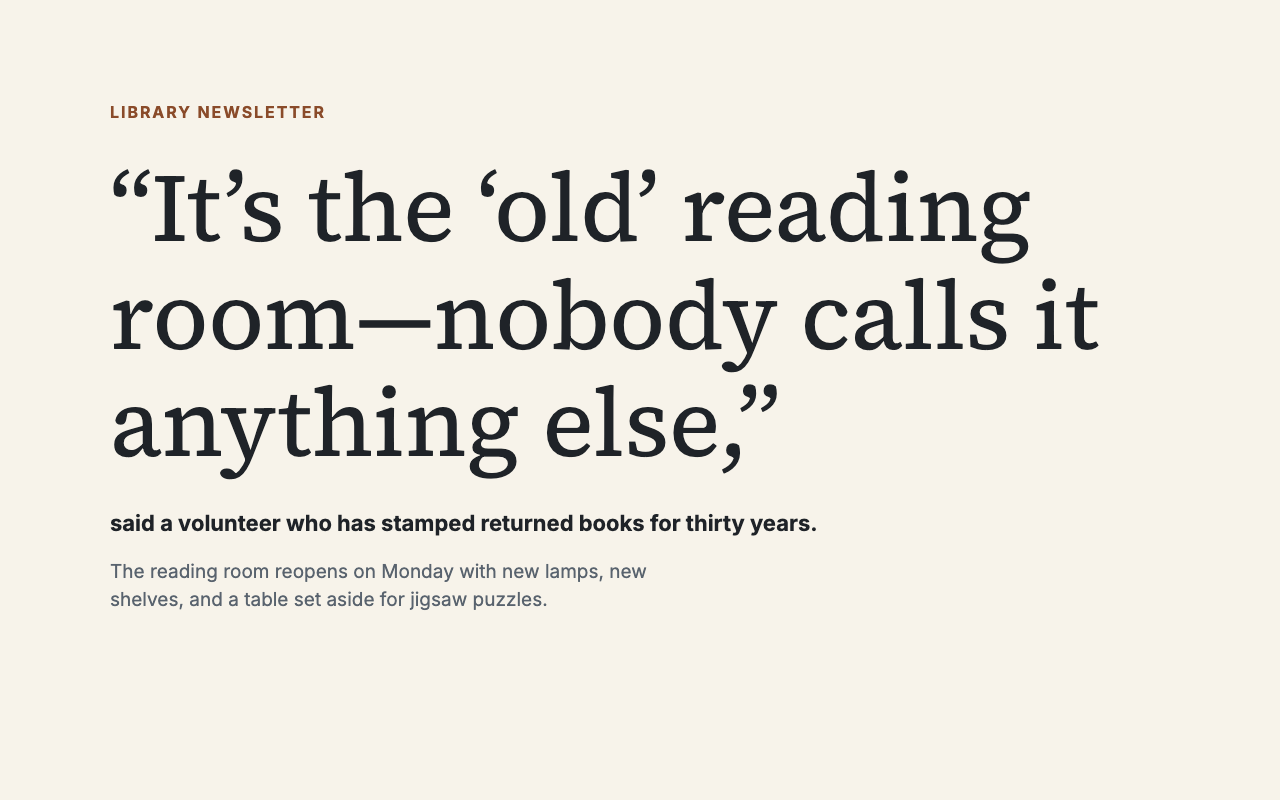 LIBRARY NEWSLETTER
“It’s the ‘old’ reading
room—nobody calls it
anything else,”
said a volunteer who has stamped returned books for thirty years.
The reading room reopens on Monday with new lamps, new
shelves, and a table set aside for jigsaw puzzles.